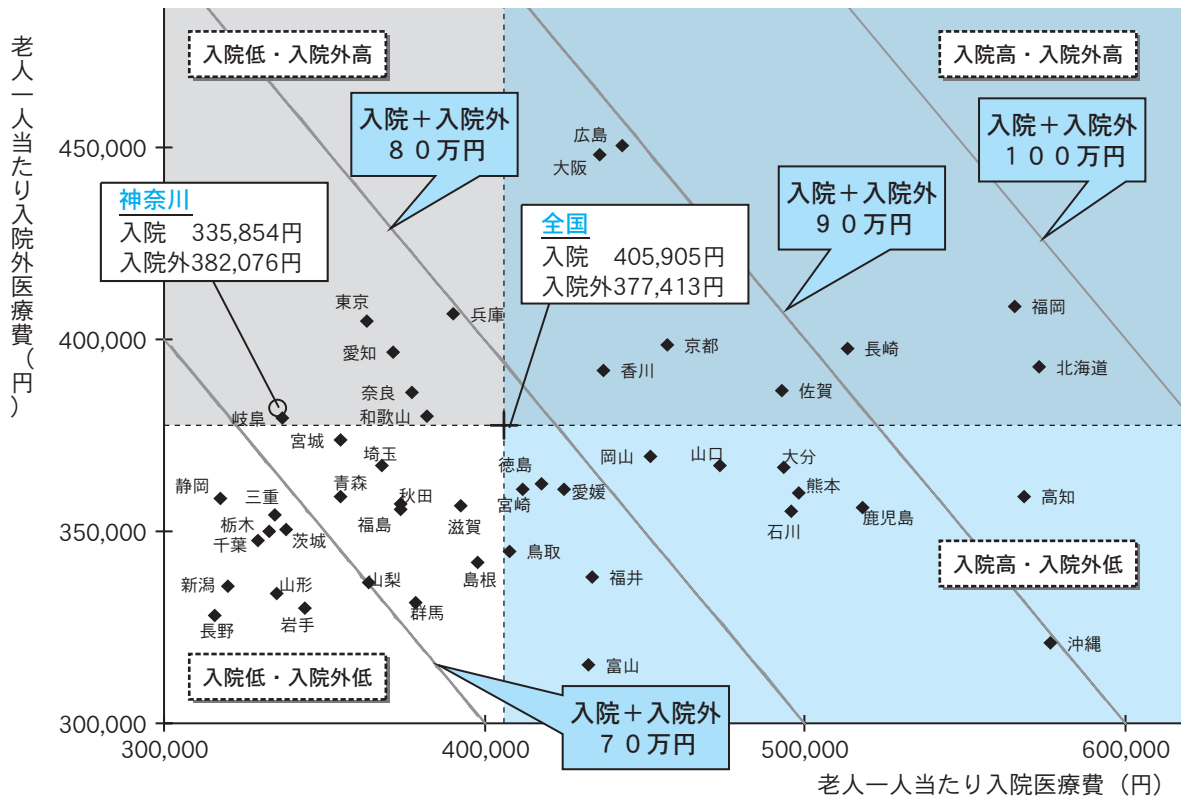 老人一人当たり入院外医療費（円）
入院低・入院外高
入院高・入院外高
入院＋入院外
８０万円
入院＋入院外
１００万円
広島
大阪
450,000
神奈川
入院　335,854円
入院外382,076円
入院＋入院外
９０万円
全国
入院　405,905円
入院外377,413円
東京
兵庫
福岡
400,000
愛知
京都
長崎
香川
北海道
奈良
佐賀
岐阜
和歌山
宮城
埼玉
徳島
岡山
山口
大分
静岡
三重
青森
秋田
宮崎
愛媛
熊本
高知
栃木
福島
滋賀
鹿児島
350,000
千葉
茨城
石川
鳥取
入院高・入院外低
新潟
山形
山梨
島根
福井
長野
岩手
群馬
沖縄
入院低・入院外低
富山
入院＋入院外
７０万円
300,000
300,000
400,000
500,000
600,000
老人一人当たり入院医療費（円）